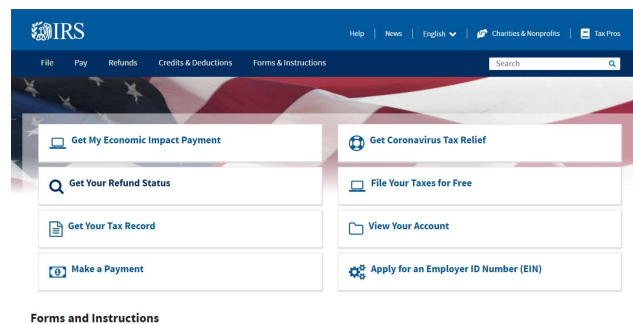 IRS
Help | News | English | Charities & Nonprofits | Tax Pros
File Pay Refunds Credits & Deductions Forms & Instructions Search
Get My Economic Impact Payment
Get Coronavirus Tax Relief
Get Your Refund Status
File Your Taxes for Free
Get Your Tax Record
View Your Account
Make a Payment
Apply for an Employer ID Number (EIN)
Forms and Instructions